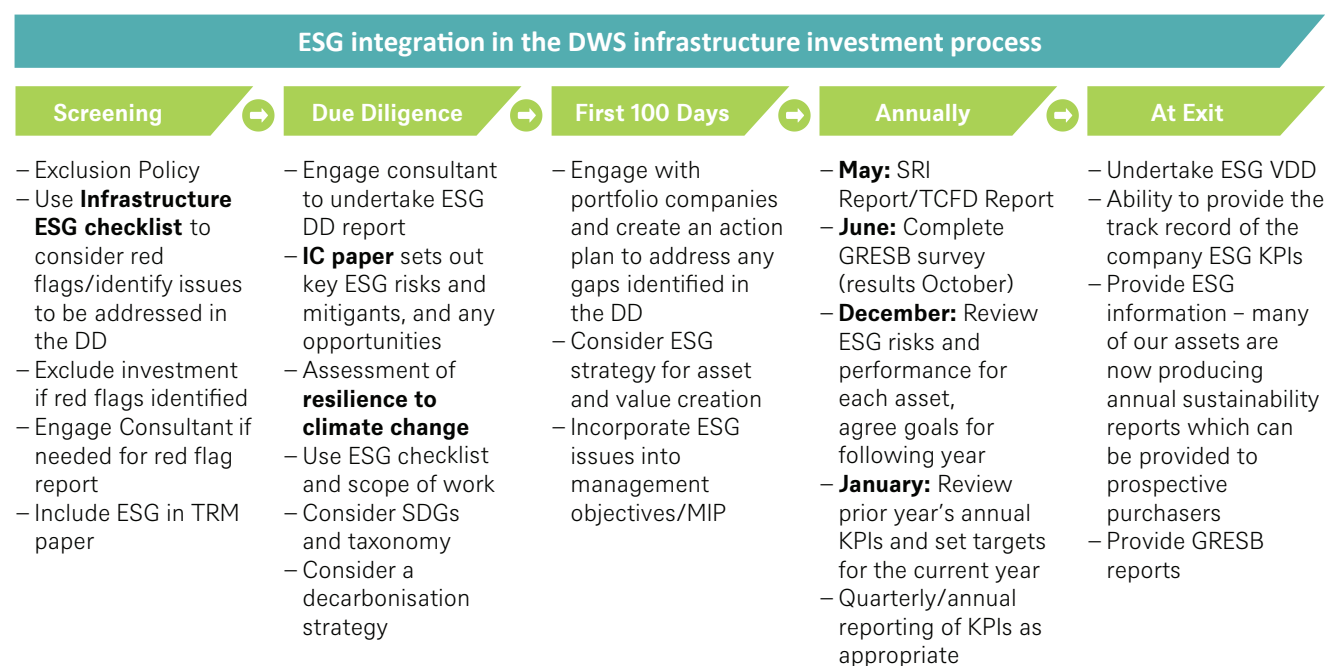 ESG integration in the DWS infrastructure investment process
Screening
– Exclusion Policy
– Use Infrastructure
ESG checklist to
consider red
flags/identify issues
to be addressed in
the DD
– Exclude investment
if red flags identified
– Engage Consultant if
needed for red flag
report
– Include ESG in TRM
paper
Due Diligence
– Engage consultant
to undertake ESG
DD report
– IC paper sets out
key ESG risks and
mitigants, and any
opportunities
– Assessment of
resilience to
climate change
– Use ESG checklist
and scope of work
– Consider SDGs
and taxonomy
– Consider a
decarbonisation
strategy
First 100 Days
– Engage with
portfolio companies
and create an action
plan to address any
gaps identified in
the DD
– Consider ESG
strategy for asset
and value creation
– Incorporate ESG
issues into
management
objectives/MIP
Annually
– May: SRI
Report/TCFD Report
– June: Complete
GRESB survey
(results October)
– December: Review
ESG risks and
performance for
each asset,
agree goals for
following year
– January: Review
prior year’s annual
KPIs and set targets
for the current year
– Quarterly/annual
reporting of KPIs as
appropriate
At Exit
– Undertake ESG VDD
– Ability to provide the
track record of the
company ESG KPIs
– Provide ESG
information – many
of our assets are
now producing
annual sustainability
reports which can
be provided to
prospective
purchasers
– Provide GRESB
reports